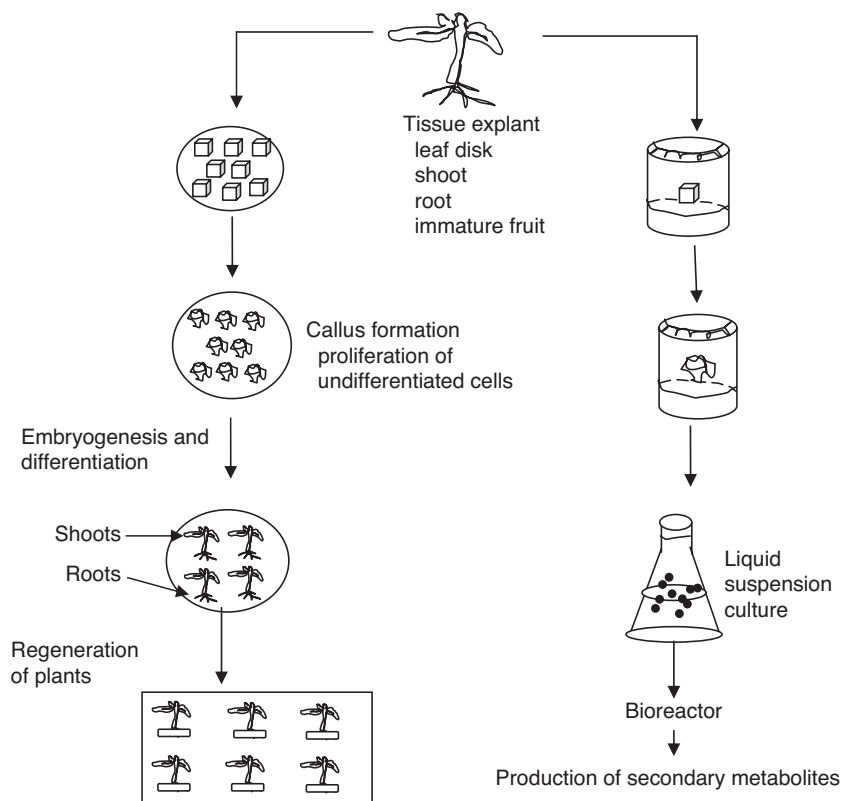 Tissue explant
leaf disk
shoot
root
immature fruit
Callus formation
proliferation of
undifferentiated cells
Embryogenesis and
differentiation
Shoots
Roots
Liquid
suspension
culture
Regeneration
of plants
Bioreactor
Production of secondary metabolites